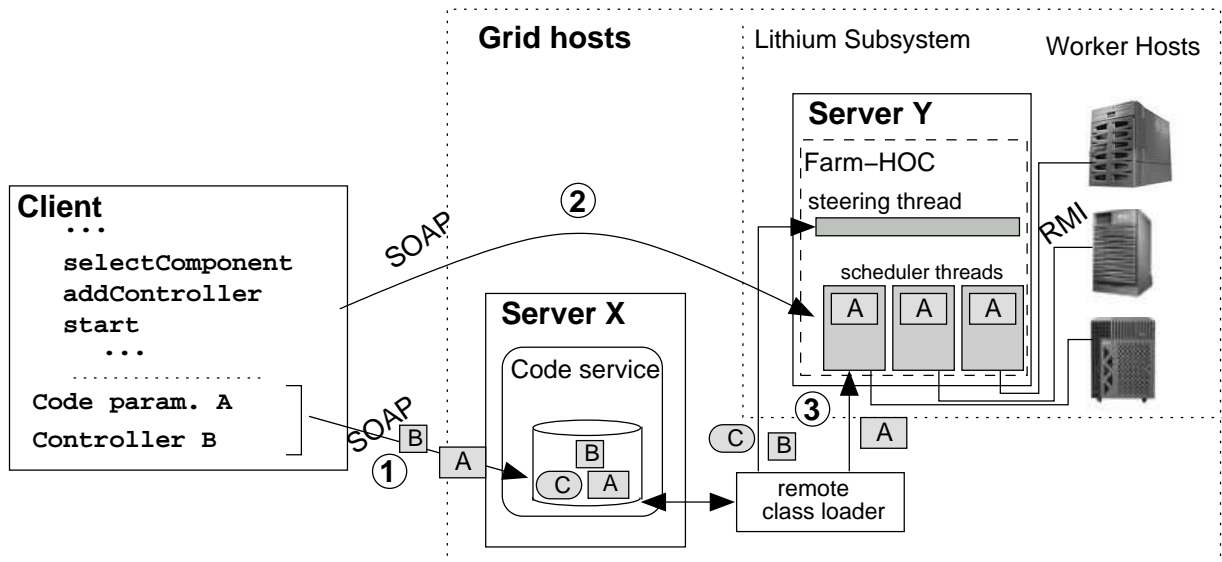 Grid hosts
Lithium Subsystem
Worker Hosts
Server Y
Farm−HOC
steering thread
scheduler threads
A
A
A
RMI
2
SOAP
Client
...
selectComponent
addController
start
...
Code param. A
Controller B
SOAP
1
B
A
Server X
Code service
B
C
A
3
C
B
A
remote
class loader